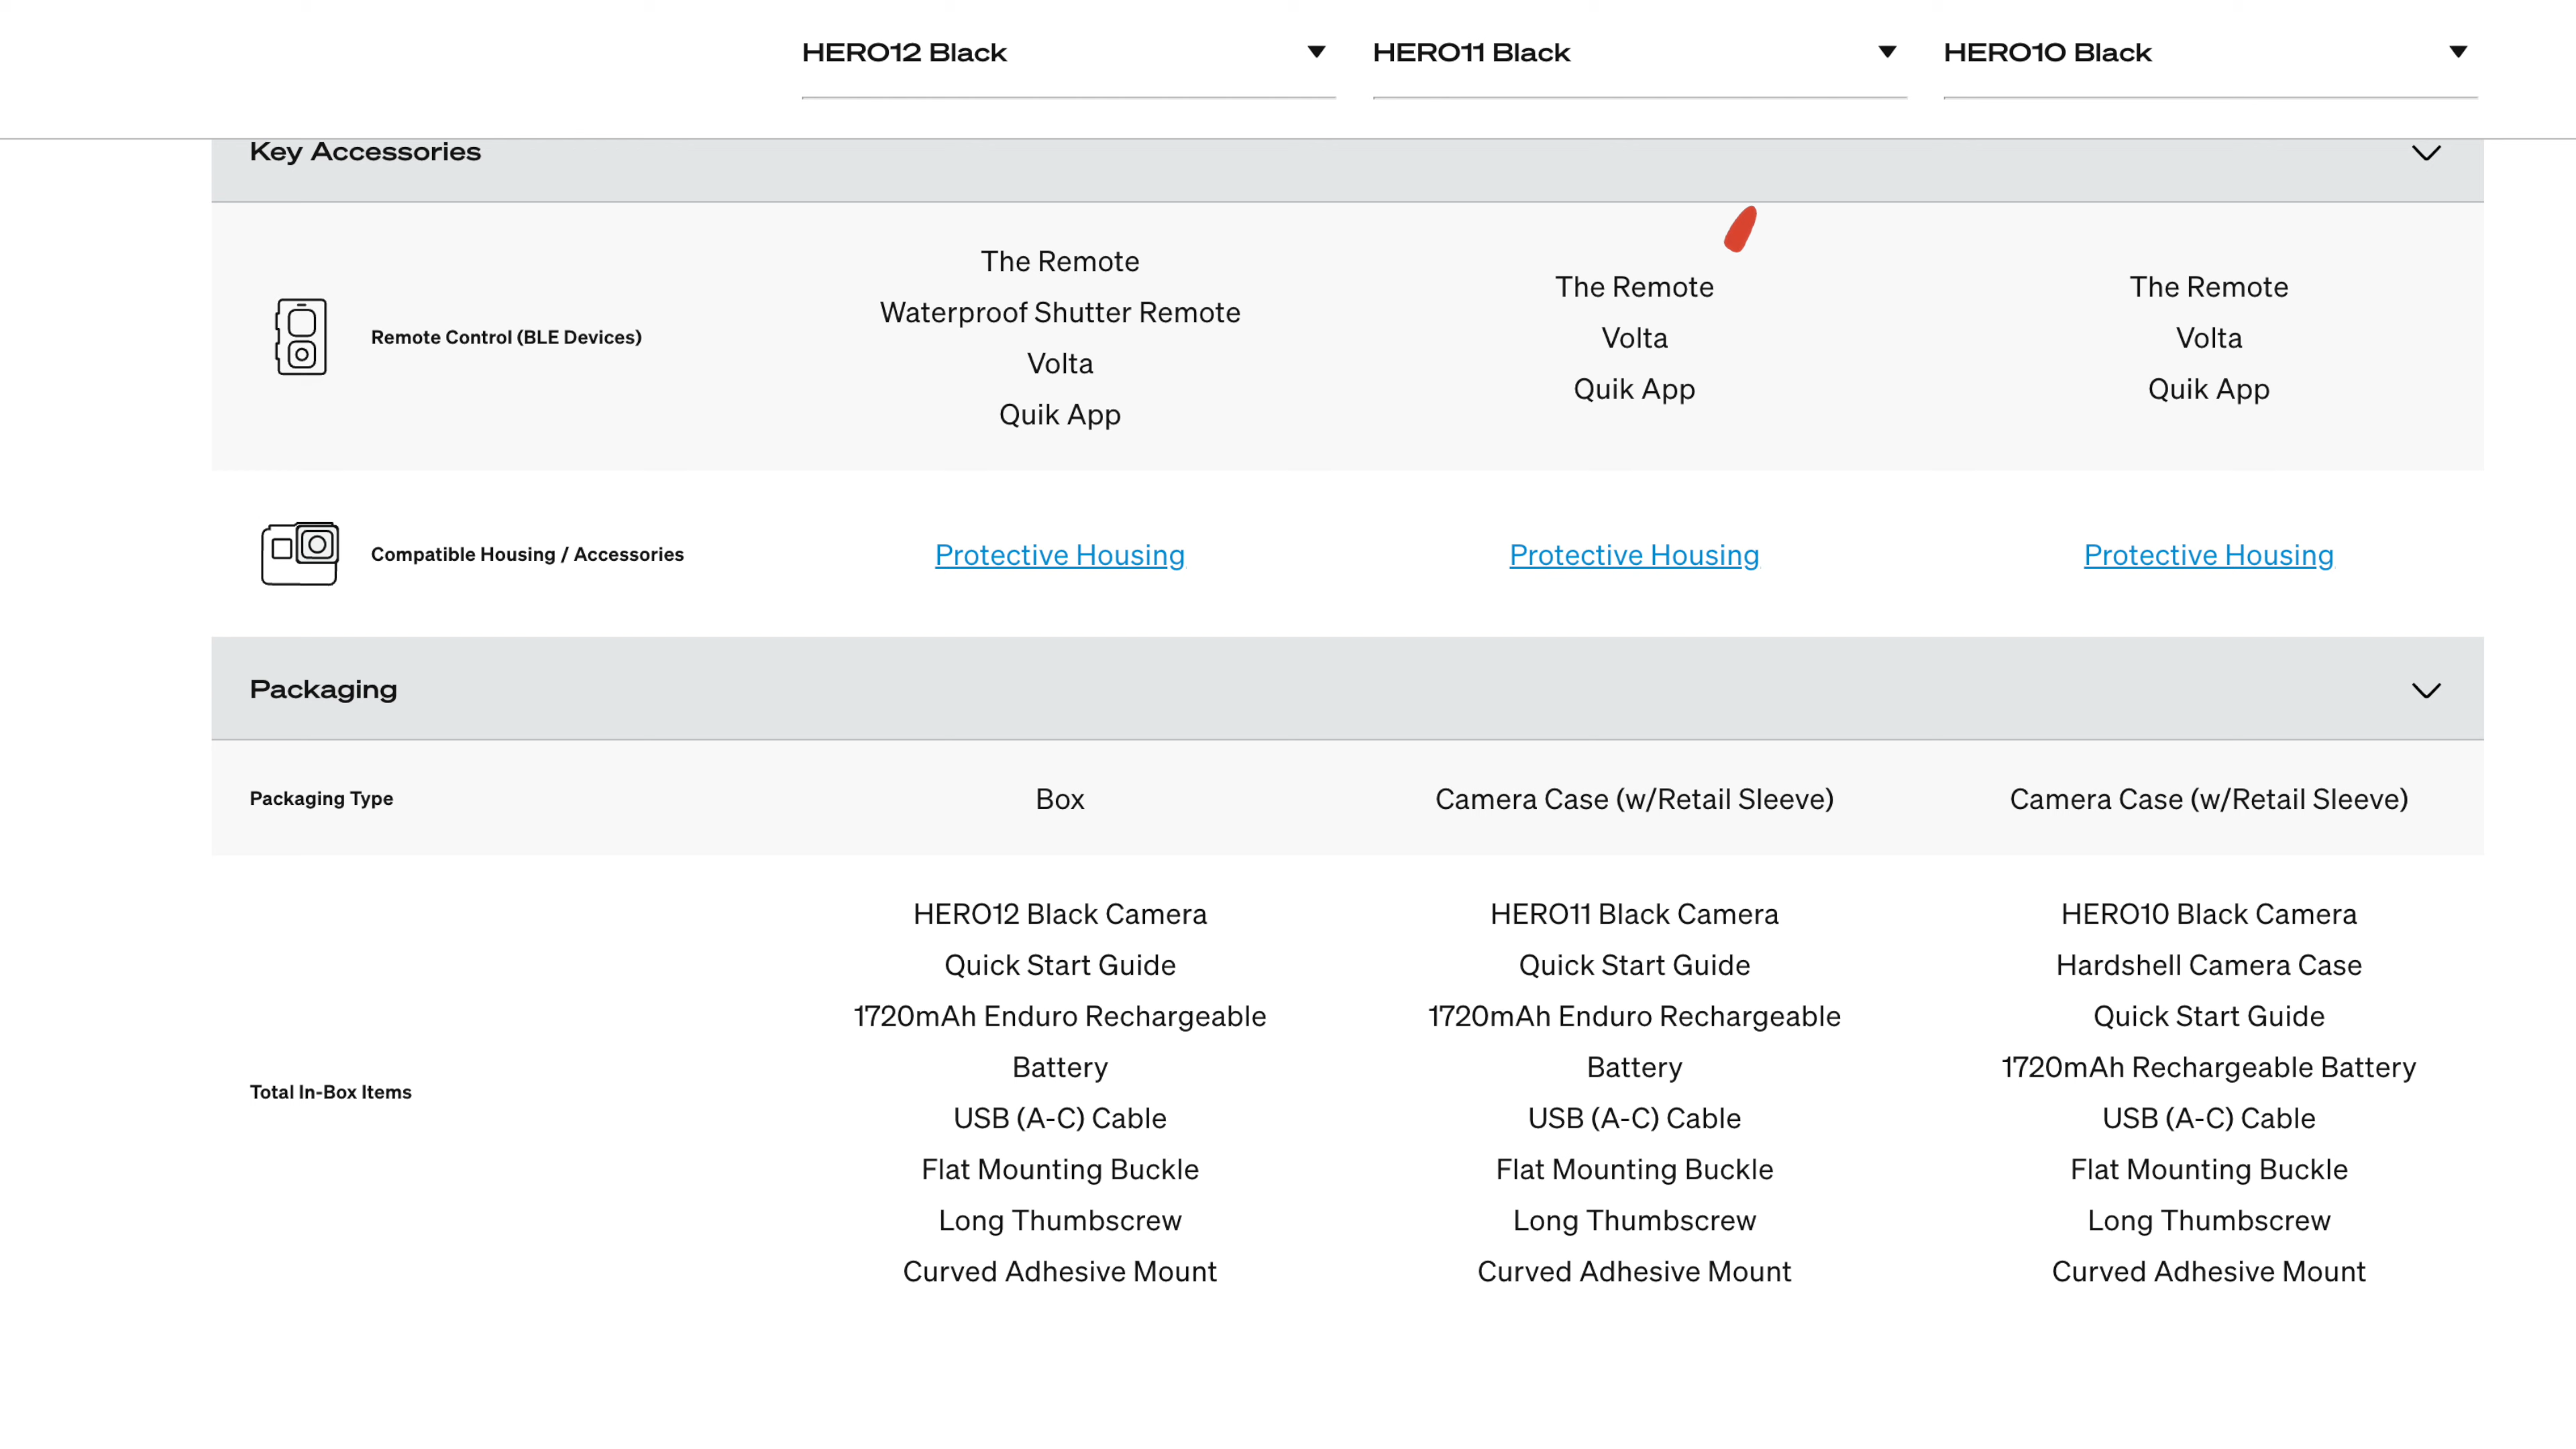 HERO12 Black
HERO11 Black
HERO10 Black
Key Accessories
Remote Control (BLE Devices)
The Remote
Waterproof Shutter Remote
Volta
Quik App
The Remote
Volta
Quik App
The Remote
Volta
Quik App
Compatible Housing / Accessories
Protective Housing
Protective Housing
Protective Housing
Packaging
Packaging Type
Box
Camera Case (w/Retail Sleeve)
Camera Case (w/Retail Sleeve)
Total In-Box Items
HERO12 Black Camera
Quick Start Guide
1720mAh Enduro Rechargeable
Battery
USB (A-C) Cable
Flat Mounting Buckle
Long Thumbscrew
Curved Adhesive Mount
HERO11 Black Camera
Quick Start Guide
1720mAh Enduro Rechargeable
Battery
USB (A-C) Cable
Flat Mounting Buckle
Long Thumbscrew
Curved Adhesive Mount
HERO10 Black Camera
Hardshell Camera Case
Quick Start Guide
1720mAh Rechargeable Battery
USB (A-C) Cable
Flat Mounting Buckle
Long Thumbscrew
Curved Adhesive Mount